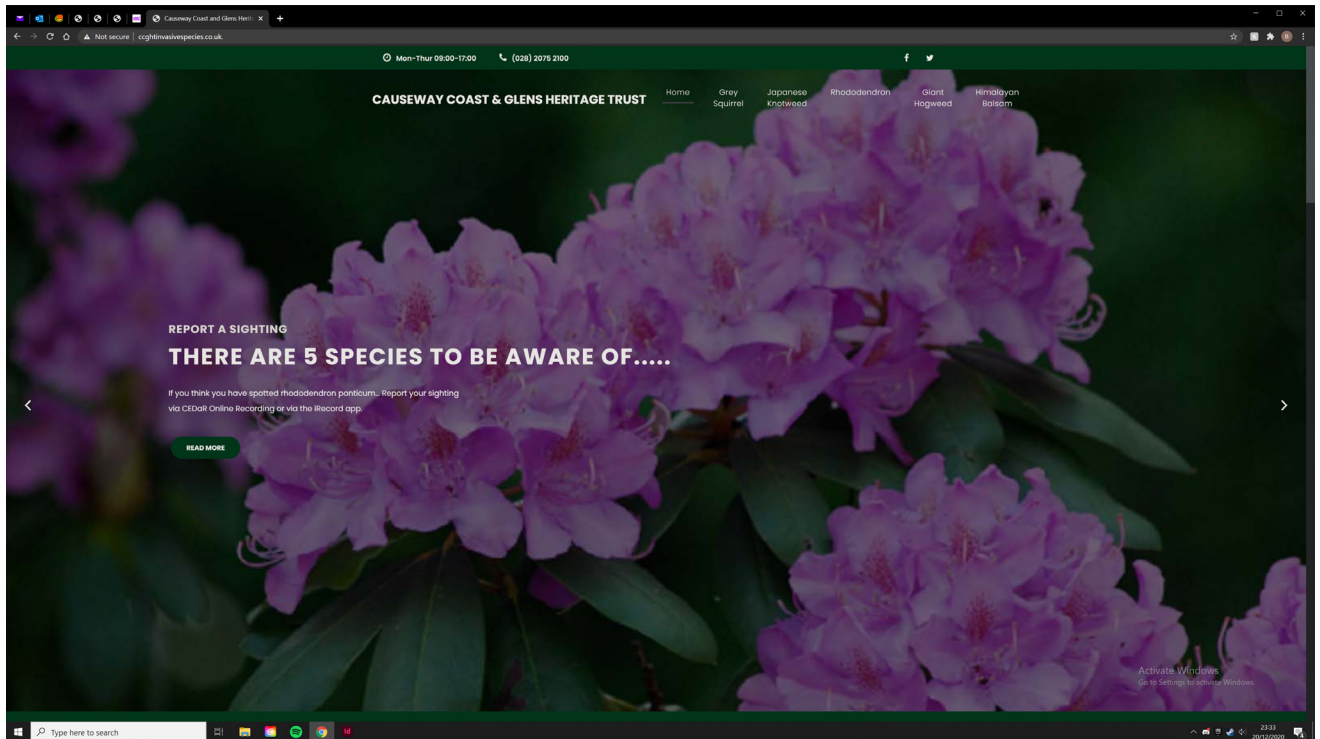 Causeway Coast and Glens Herit
Not secure | ccghtinvasivespecies.co.uk
Mon-Thur 09:00-17:00 (028) 2075 2100
CAUSEWAY COAST & GLENS HERITAGE TRUST
Home
Grey
Squirrel
Japanese
Knotweed
Rhododendron
Giant
Hogweed
Himalayan
Balsam
REPORT A SIGHTING
THERE ARE 5 SPECIES TO BE AWARE OF.....
If you think you have spotted rhododendron ponticum... Report your sighting
via CEDaR Online Recording or via the iRecord app.
READ MORE
Activate Windows
Go to Settings to activate Windows.
Type here to search
Id
23:33
20/12/2020